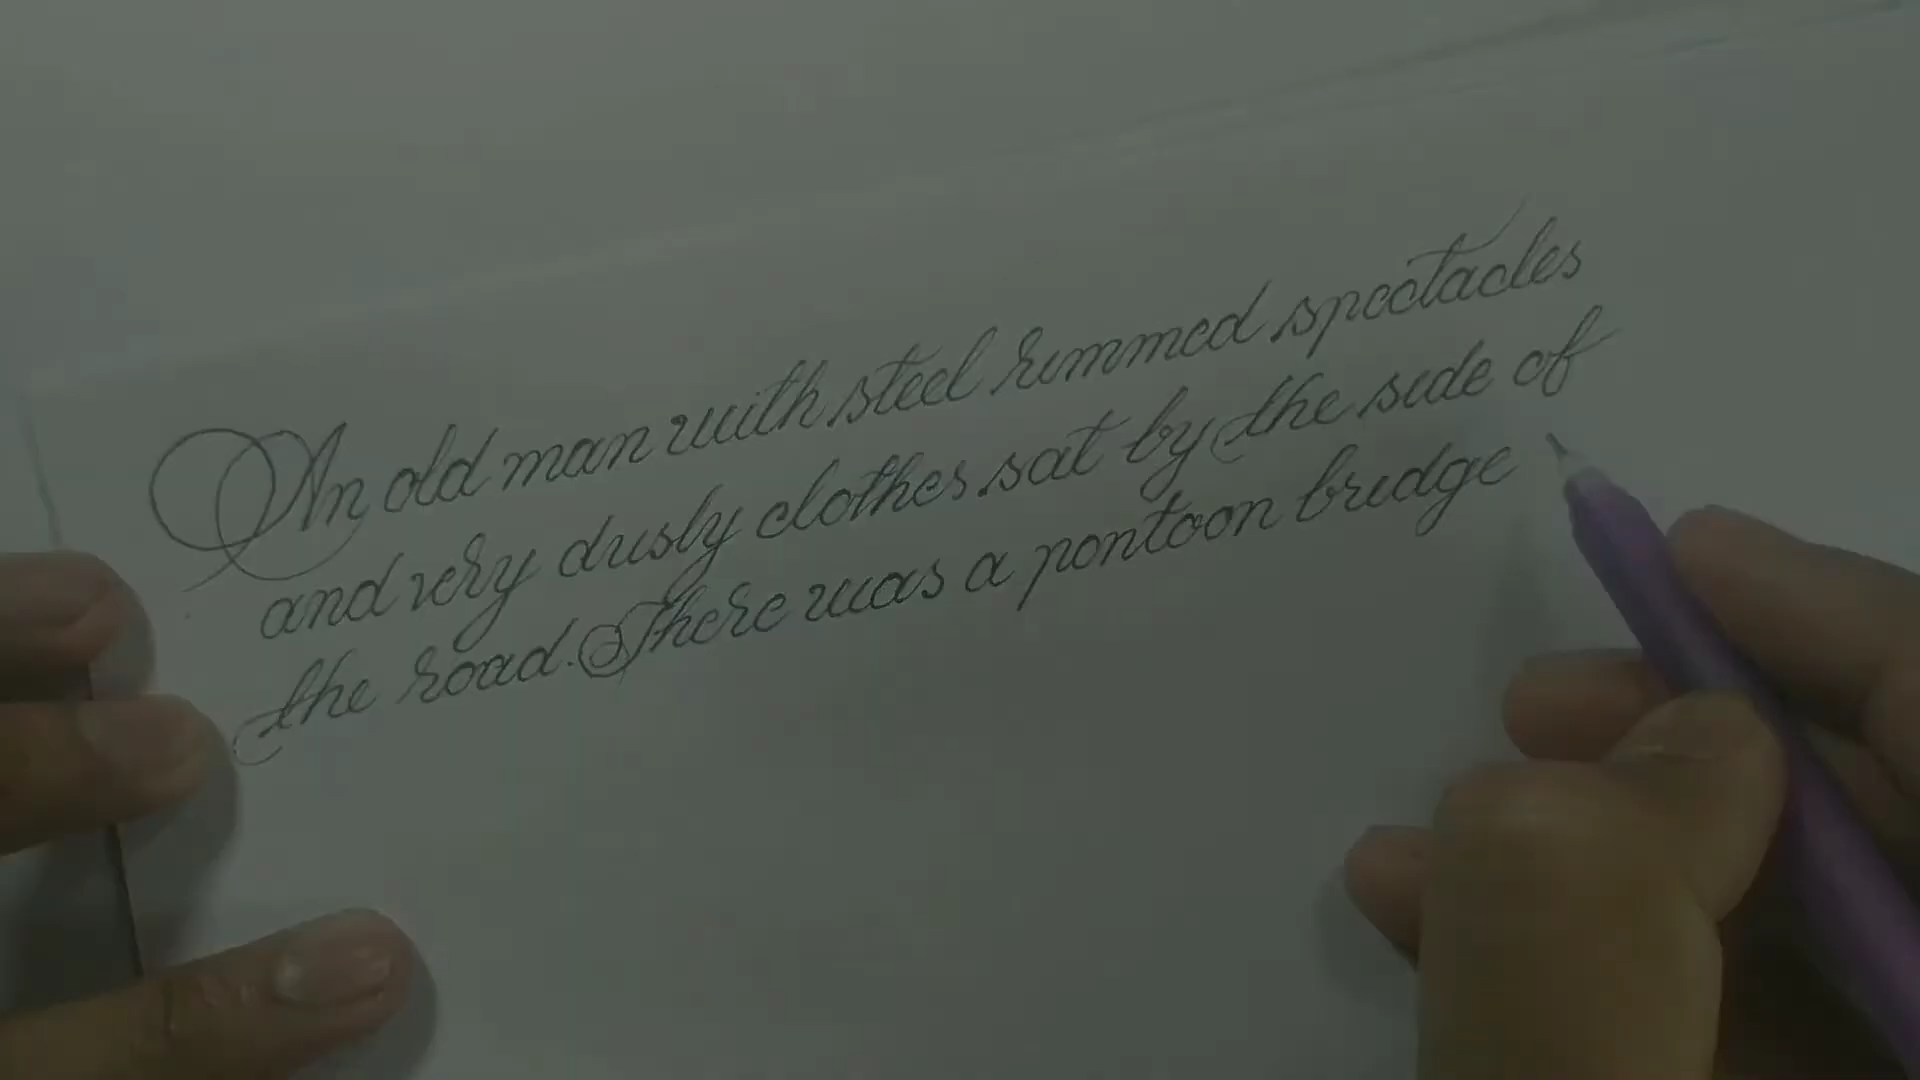 An old man with steel rimmed spectacles
and very dusty clothes sat by the side of
the road. There was a pontoon bridge